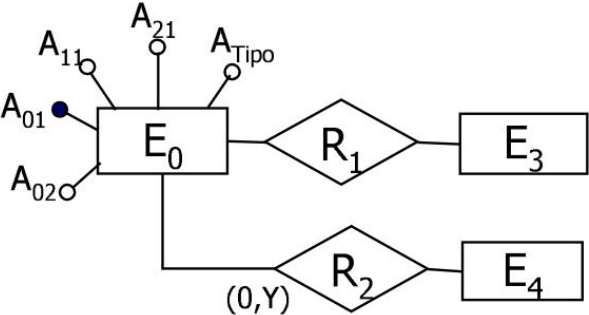 A21
A11
ATipo
A01
E0
R1
E3
A02
R2
E4
(0,Y)